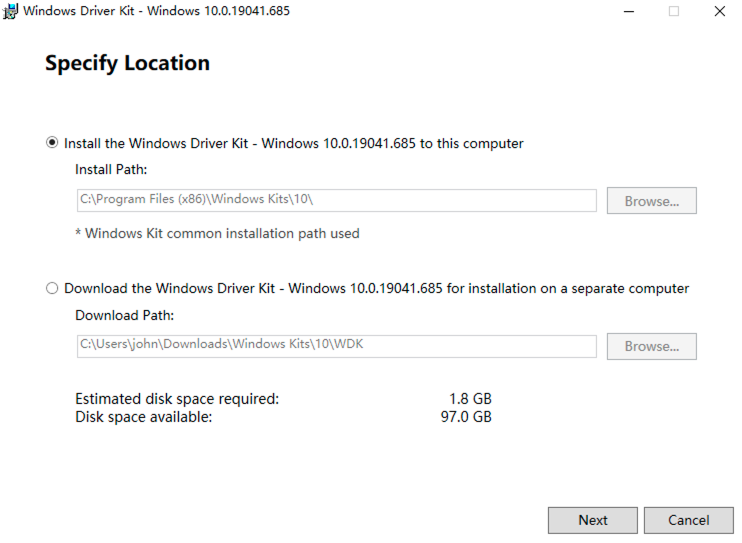 Windows Driver Kit - Windows 10.0.19041.685
Specify Location
Install the Windows Driver Kit - Windows 10.0.19041.685 to this computer
Install Path:
C:\Program Files (x86)\Windows Kits\10\
Browse...
* Windows Kit common installation path used
Download the Windows Driver Kit - Windows 10.0.19041.685 for installation on a separate computer
Download Path:
C:\Users\john\Downloads\Windows Kits\10\WDK
Browse...
Estimated disk space required: 1.8 GB
Disk space available: 97.0 GB
Next Cancel